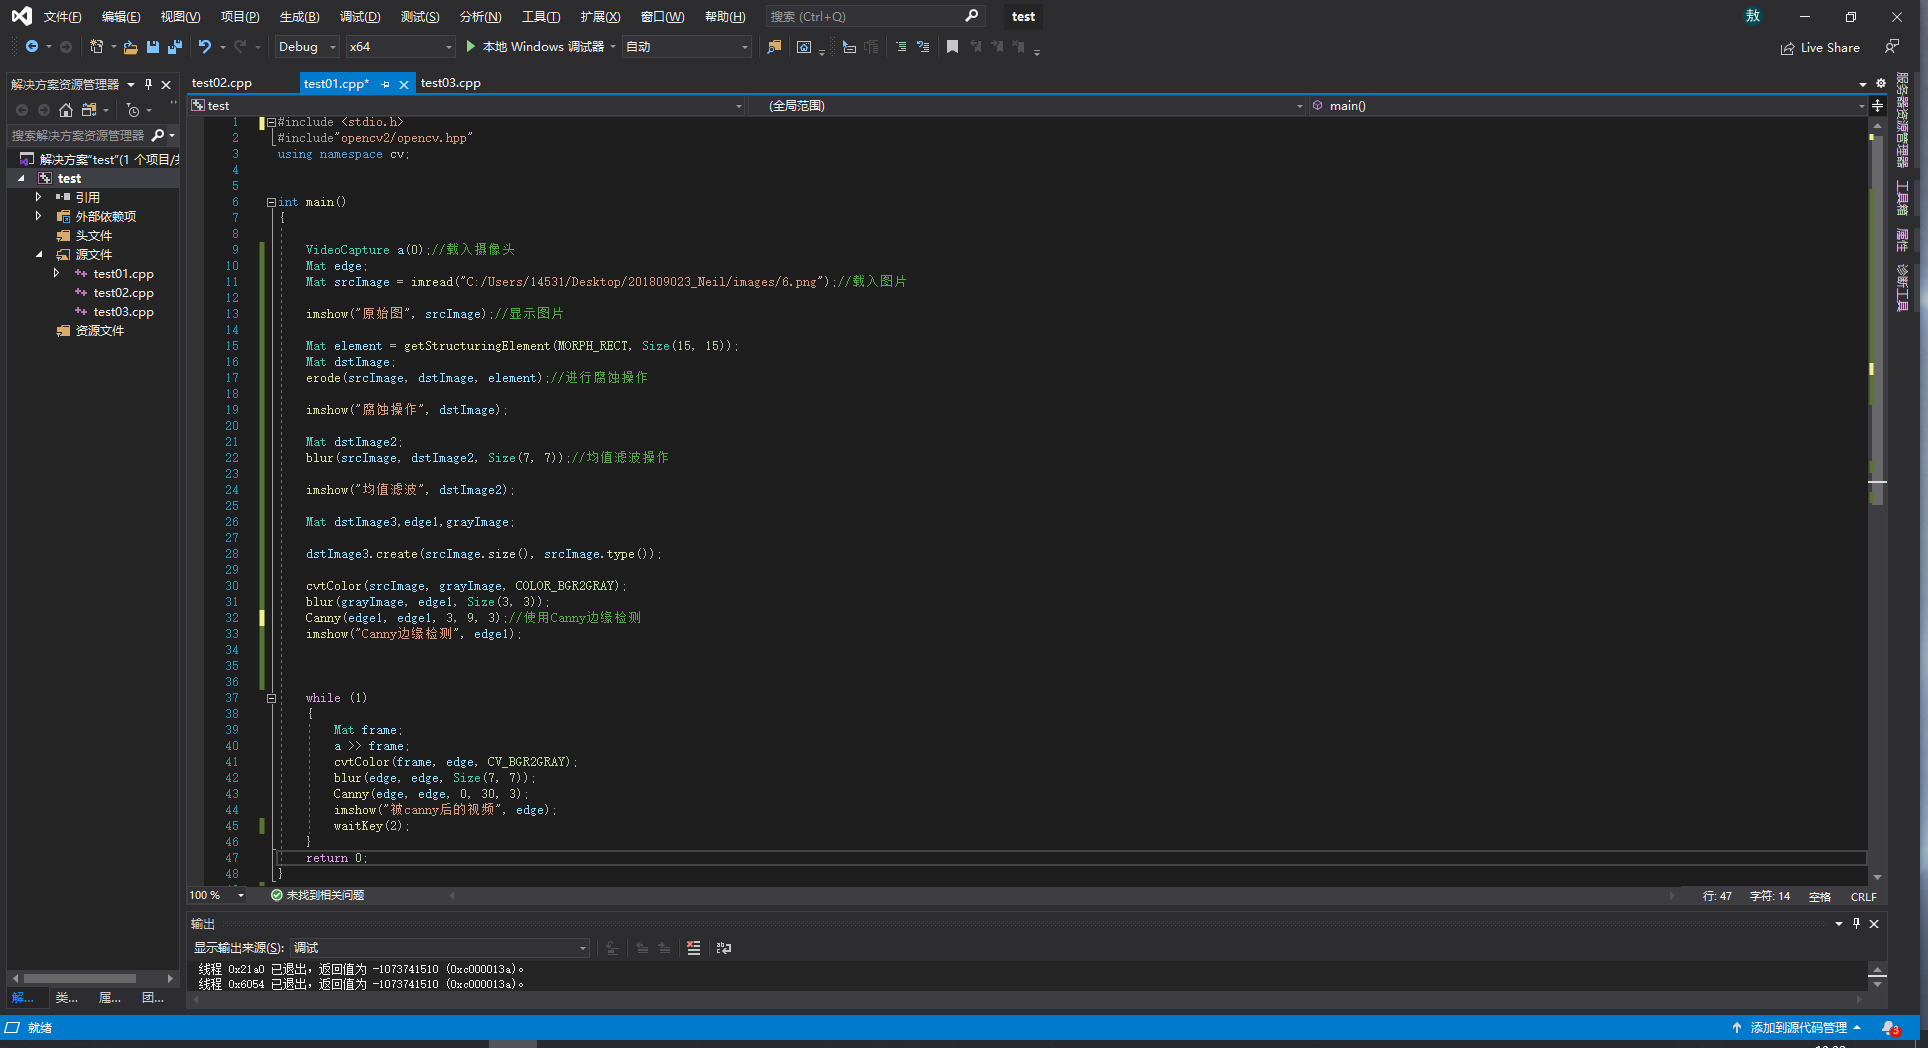 文件(F) 编辑(E) 视图(V) 项目(P) 生成(B) 调试(D) 测试(S) 分析(N) 工具(T) 扩展(X) 窗口(W) 帮助(H) 搜索 (Ctrl+Q) test 敖
Debug x64 本地 Windows 调试器 自动 Live Share
解决方案资源管理器
搜索解决方案资源管理器
解决方案"test"(1 个项目/
test
引用
外部依赖项
头文件
源文件
test01.cpp
test02.cpp
test03.cpp
资源文件
解... 类... 属... 团...
test02.cpp test01.cpp* test03.cpp
test (全局范围) main()
1 #include <stdio.h>
2 #include"opencv2/opencv.hpp"
3 using namespace cv;
4
5
6 int main()
7 {
8
9 VideoCapture a(0);//载入摄像头
10 Mat edge;
11 Mat srcImage = imread("C:/Users/14531/Desktop/201809023_Neil/images/6.png");//载入图片
12
13 imshow("原始图", srcImage);//显示图片
14
15 Mat element = getStructuringElement(MORPH_RECT, Size(15, 15));
16 Mat dstImage;
17 erode(srcImage, dstImage, element);//进行腐蚀操作
18
19 imshow("腐蚀操作", dstImage);
20
21 Mat dstImage2;
22 blur(srcImage, dstImage2, Size(7, 7));//均值滤波操作
23
24 imshow("均值滤波", dstImage2);
25
26 Mat dstImage3,edge1,grayImage;
27
28 dstImage3.create(srcImage.size(), srcImage.type());
29
30 cvtColor(srcImage, grayImage, COLOR_BGR2GRAY);
31 blur(grayImage, edge1, Size(3, 3));
32 Canny(edge1, edge1, 3, 9, 3);//使用Canny边缘检测
33 imshow("Canny边缘检测", edge1);
34
35
36
37 while (1)
38 {
39 Mat frame;
40 a >> frame;
41 cvtColor(frame, edge, CV_BGR2GRAY);
42 blur(edge, edge, Size(7, 7));
43 Canny(edge, edge, 0, 30, 3);
44 imshow("被canny后的视频", edge);
45 waitKey(2);
46 }
47 return 0;
48 }
100 % 未找到相关问题 行: 47 字符: 14 空格 CRLF
输出
显示输出来源(S): 调试
线程 0x21a0 已退出，返回值为 -1073741510 (0xc000013a)。
线程 0x6054 已退出，返回值为 -1073741510 (0xc000013a)。
服务器资源管理器
工具箱
属性
诊断工具
就绪 添加到源代码管理 3